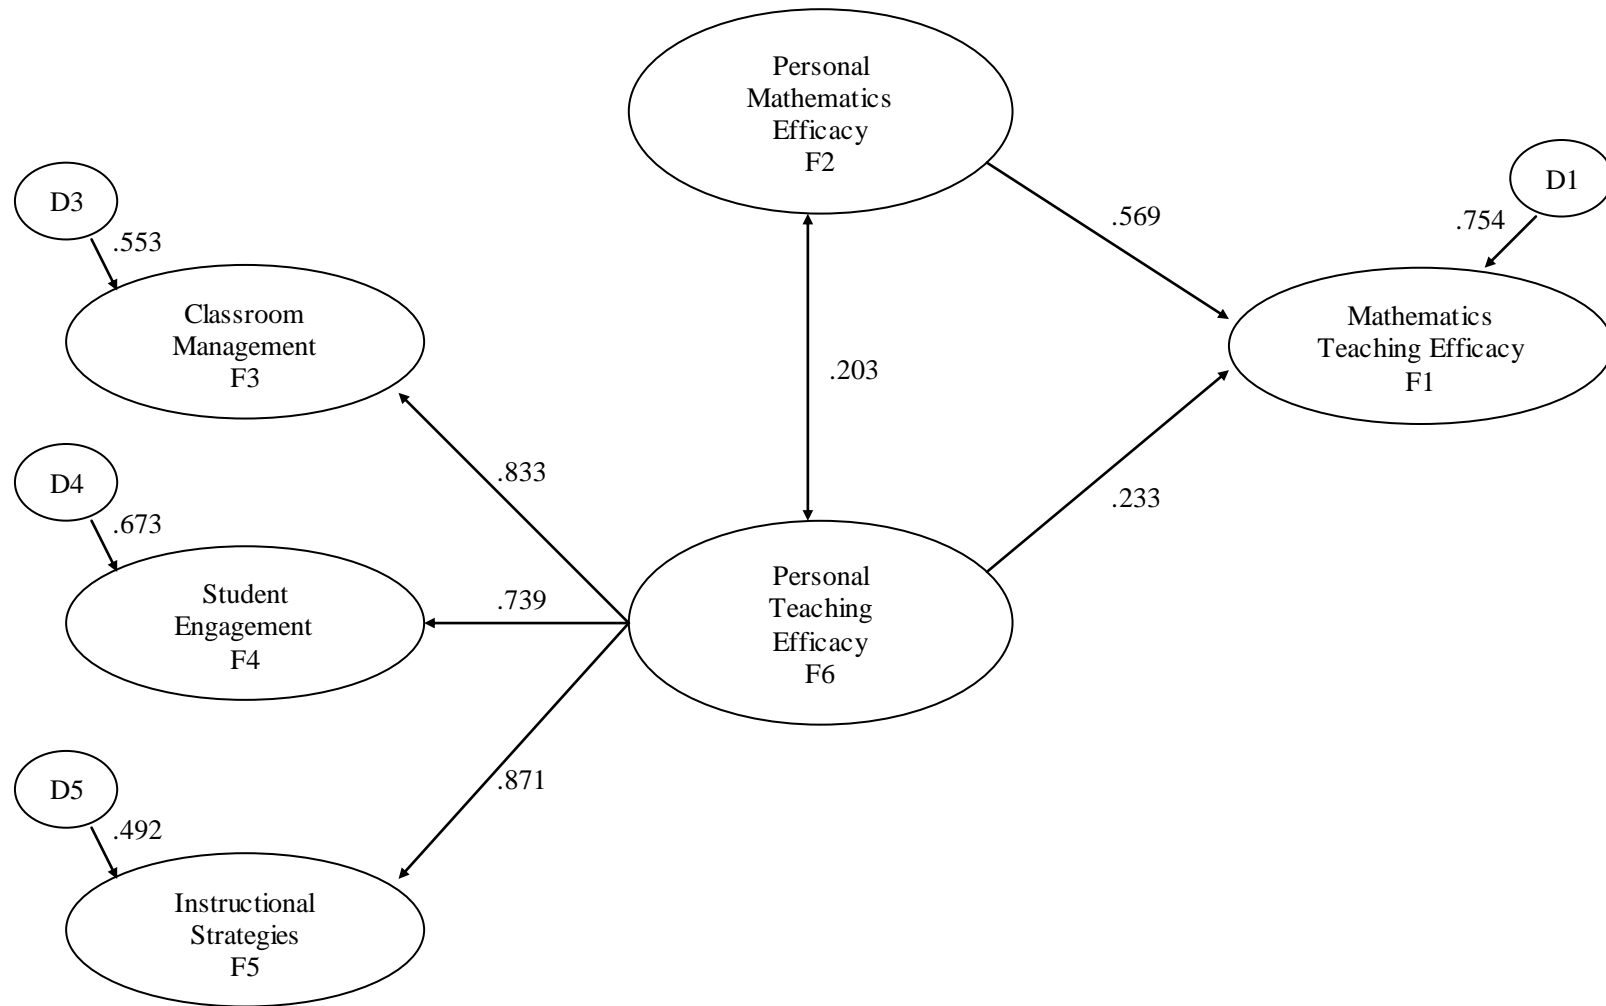 Personal
Mathematics
Efficacy
F2
D3
.553
Classroom
Management
F3
D1
.754
.569
Mathematics
Teaching Efficacy
F1
.203
.833
.233
D4
.673
Student
Engagement
F4
.739
Personal
Teaching
Efficacy
F6
.871
D5
.492
Instructional
Strategies
F5